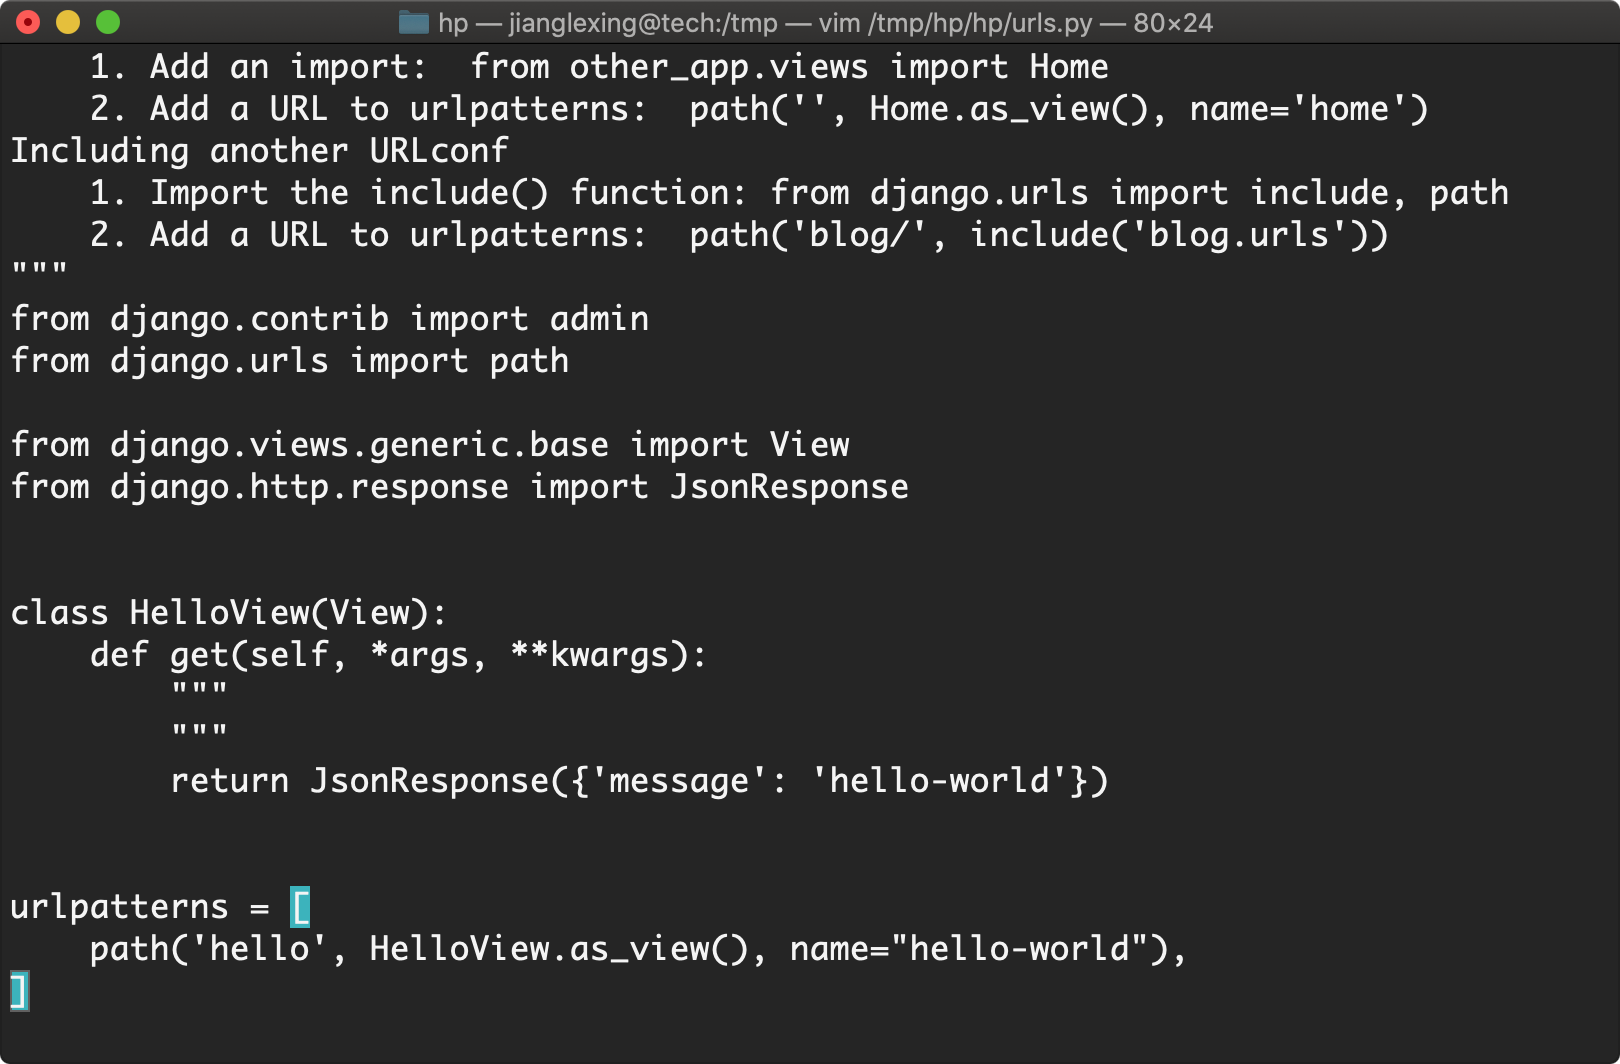 hp — jianglexing@tech:/tmp — vim /tmp/hp/hp/urls.py — 80×24
    1. Add an import:  from other_app.views import Home
    2. Add a URL to urlpatterns:  path('', Home.as_view(), name='home')
Including another URLconf
    1. Import the include() function: from django.urls import include, path
    2. Add a URL to urlpatterns:  path('blog/', include('blog.urls'))
"""
from django.contrib import admin
from django.urls import path

from django.views.generic.base import View
from django.http.response import JsonResponse


class HelloView(View):
    def get(self, *args, **kwargs):
        """
        """
        return JsonResponse({'message': 'hello-world'})


urlpatterns = [
    path('hello', HelloView.as_view(), name="hello-world"),
]